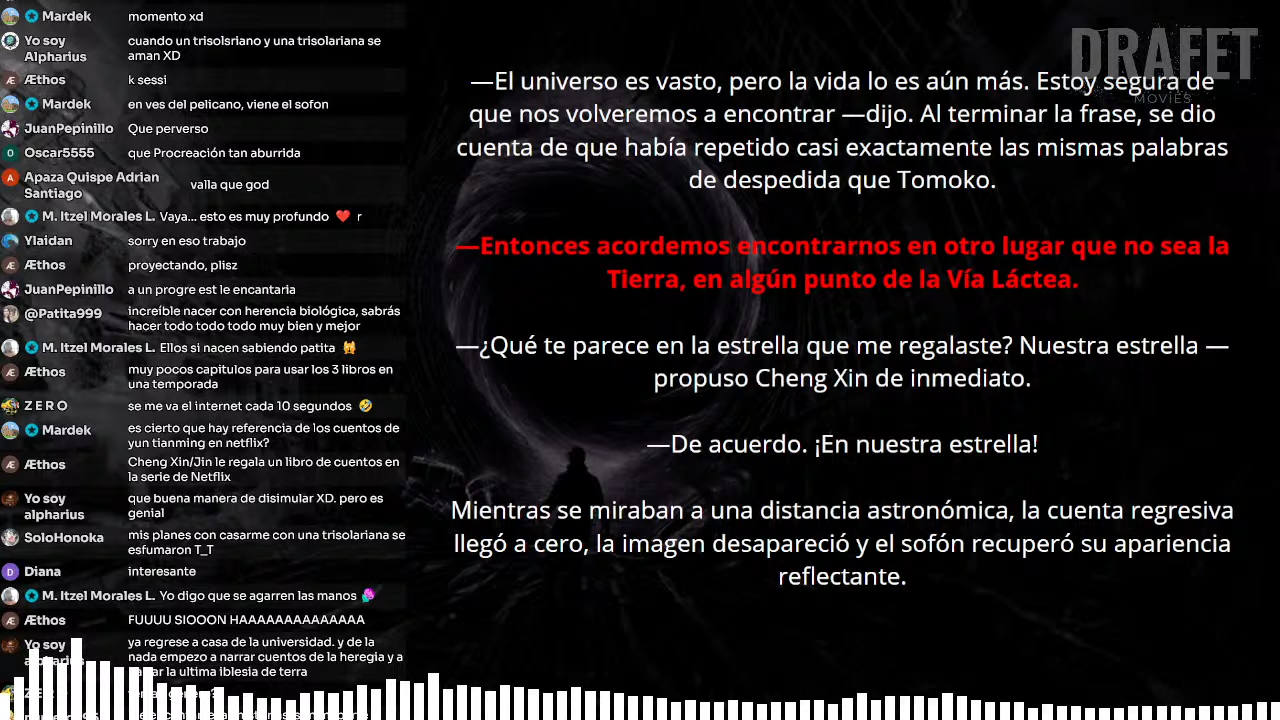 Mardek momento xd
Yo soy Alpharius cuando un trisolsriano y una trisolariana se
aman XD
Æthos k sessi
Mardek en ves del pelicano, viene el sofon
JuanPepinillo Que perverso
Oscar5555 que Procreación tan aburrida
Apaza Quispe Adrian
Santiago valla que god
M. Itzel Morales L. Vaya... esto es muy profundo ❤️ r
Ylaidan sorry en eso trabajo
Æthos proyectando, plisz
JuanPepinillo a un progre est le encantaria
@Patita999 increíble nacer con herencia biológica, sabrás
hacer todo todo todo muy bien y mejor
M. Itzel Morales L. Ellos si nacen sabiendo patita
Æthos muy pocos capitulos para usar los 3 libros en
una temporada
Z E R O se me va el internet cada 10 segundos 🤣
Mardek es cierto que hay referencia de los cuentos de
yun tianming en netflix?
Æthos Cheng Xin/Jin le regala un libro de cuentos en
la serie de Netflix
Yo soy alpharius que buena manera de disimular XD. pero es
genial
SoloHonoka mis planes con casarme con una trisolariana se
esfumaron T_T
Diana interesante
M. Itzel Morales L. Yo digo que se agarren las manos
Æthos FUUUU SIOOON HAAAAAAAAAAAAA
Yo soy ya regrese a casa de la universidad. y de la
nada empezo a narrar cuentos de la heregia y a
la ultima iblesia de terra
DRAFET
MOVIES
—El universo es vasto, pero la vida lo es aún más. Estoy segura de
que nos volveremos a encontrar —dijo. Al terminar la frase, se dio
cuenta de que había repetido casi exactamente las mismas palabras
de despedida que Tomoko.
—Entonces acordemos encontrarnos en otro lugar que no sea la
Tierra, en algún punto de la Vía Láctea.
—¿Qué te parece en la estrella que me regalaste? Nuestra estrella —
propuso Cheng Xin de inmediato.
—De acuerdo. ¡En nuestra estrella!
Mientras se miraban a una distancia astronómica, la cuenta regresiva
llegó a cero, la imagen desapareció y el sofón recuperó su apariencia
reflectante.